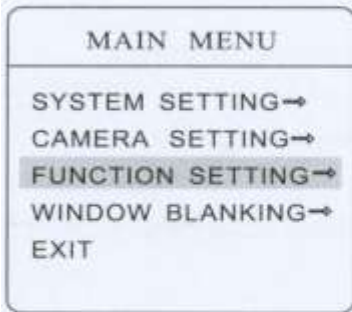 MAIN MENU
SYSTEM SETTING→
CAMERA SETTING→
FUNCTION SETTING→
WINDOW BLANKING→
EXIT